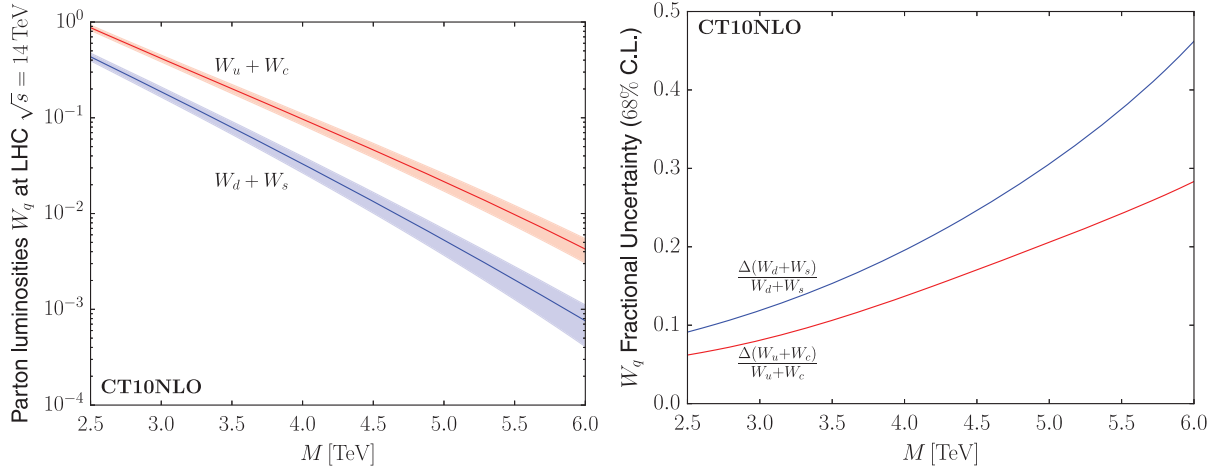 Parton luminosities W_q at LHC √s = 14 TeV
10^0
10^{-1}
10^{-2}
10^{-3}
10^{-4}
W_u + W_c
W_d + W_s
CT10NLO
2.5 3.0 3.5 4.0 4.5 5.0 5.5 6.0
M [TeV]
W_q Fractional Uncertainty (68% C.L.)
0.5
0.4
0.3
0.2
0.1
0.0
CT10NLO
Δ(W_d+W_s)
W_d+W_s
Δ(W_u+W_c)
W_u+W_c
2.5 3.0 3.5 4.0 4.5 5.0 5.5 6.0
M [TeV]